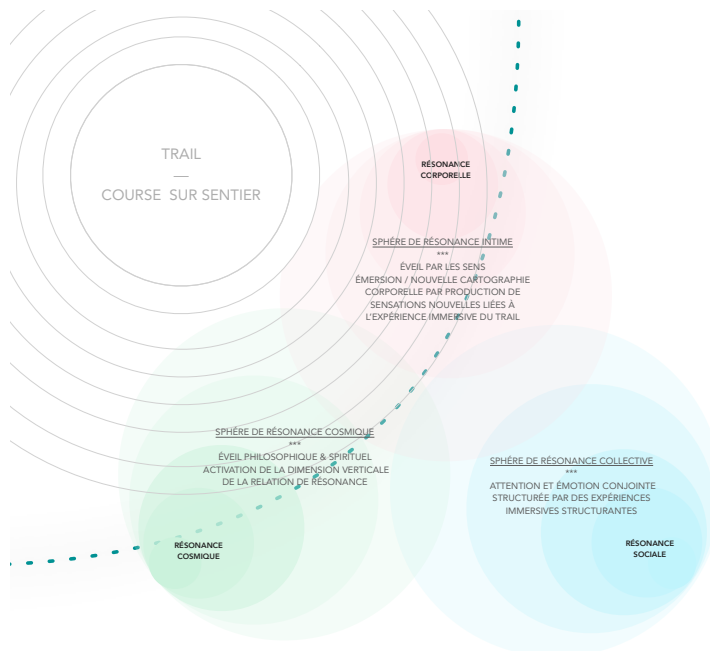 TRAIL
—
COURSE SUR SENTIER
RÉSONANCE
CORPORELLE
SPHÈRE DE RÉSONANCE INTIME
***
ÉVEIL PAR LES SENS
ÉMERSION / NOUVELLE CARTOGRAPHIE
CORPORELLE PAR PRODUCTION DE
SENSATIONS NOUVELLES LIÉES À
L'EXPÉRIENCE IMMERSIVE DU TRAIL
SPHÈRE DE RÉSONANCE COSMIQUE
***
ÉVEIL PHILOSOPHIQUE & SPIRITUEL
ACTIVATION DE LA DIMENSION VERTICALE
DE LA RELATION DE RÉSONANCE
RÉSONANCE
COSMIQUE
SPHÈRE DE RÉSONANCE COLLECTIVE
***
ATTENTION ET ÉMOTION CONJOINTE
STRUCTURÉE PAR DES EXPÉRIENCES
IMMERSIVES STRUCTURANTES
RÉSONANCE
SOCIALE